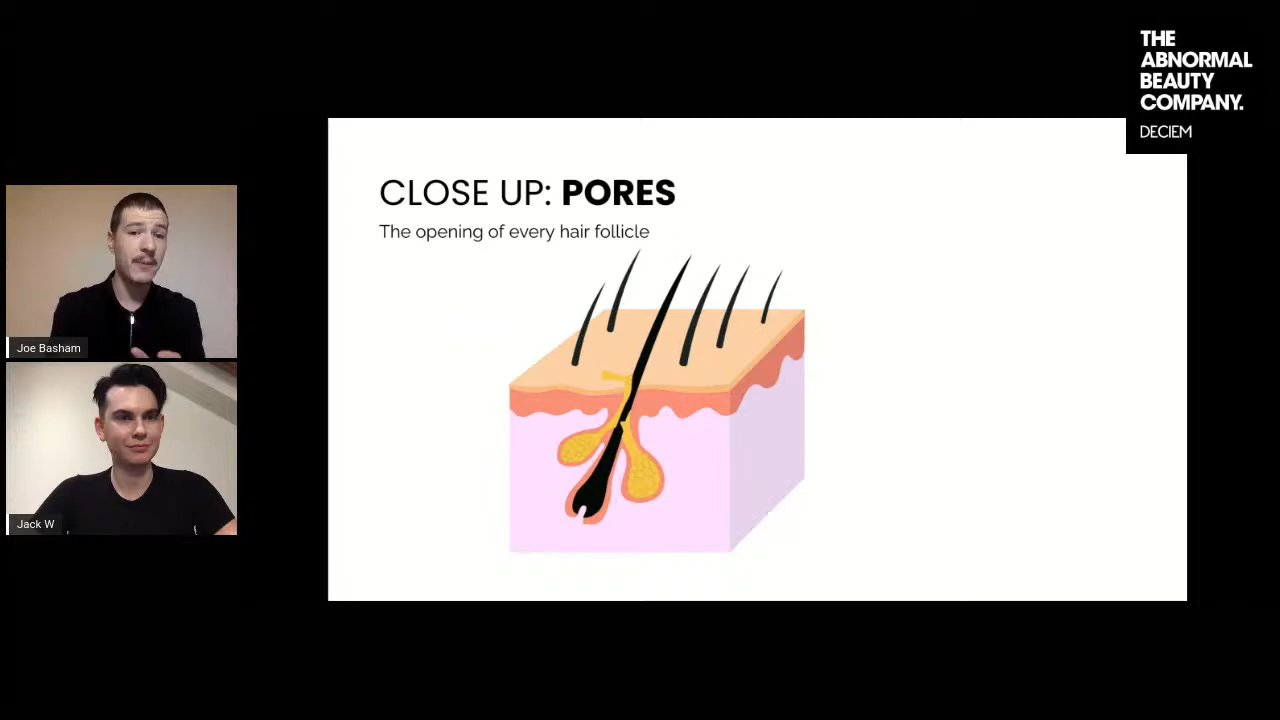 THE
ABNORMAL
BEAUTY
COMPANY.
DECIEM
CLOSE UP: PORES
The opening of every hair follicle
Joe Basham
Jack W